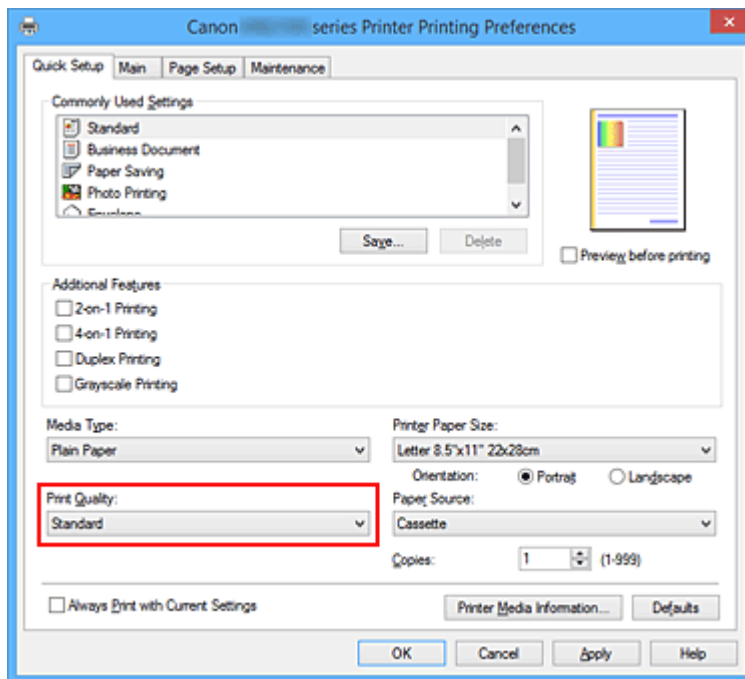 Canon series Printer Printing Preferences
Quick Setup Main Page Setup Maintenance
Commonly Used Settings
Standard
Business Document
Paper Saving
Photo Printing
Envelope
Save... Delete
Preview before printing
Additional Features
2-on-1 Printing
4-on-1 Printing
Duplex Printing
Grayscale Printing
Media Type: Printer Paper Size:
Plain Paper Letter 8.5"x11" 22x28cm
Orientation: Portrait Landscape
Print Quality: Paper Source:
Standard Cassette
Copies: 1 (1-999)
Always Print with Current Settings Printer Media Information... Defaults
OK Cancel Apply Help